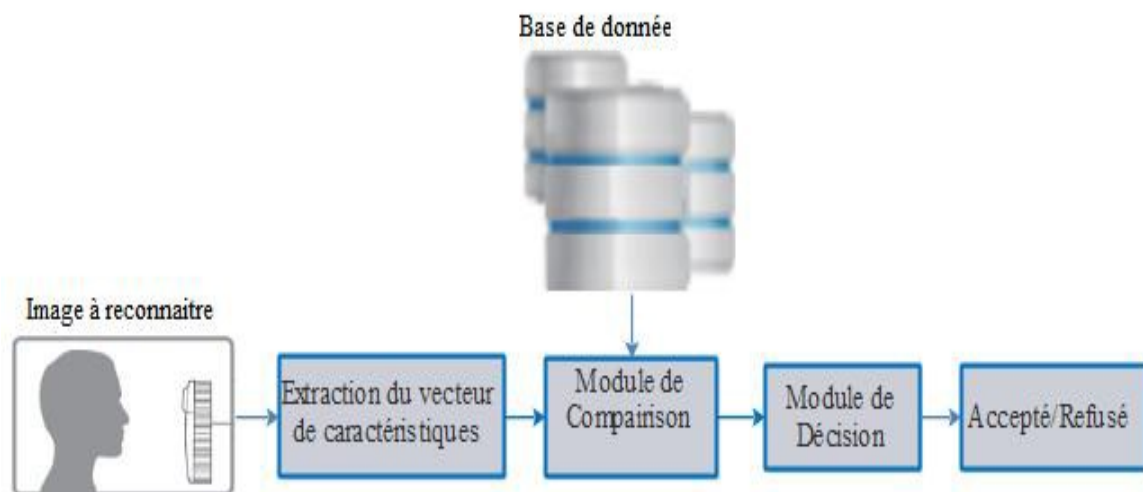 Base de donnée
Image à reconnaitre
Extraction du vecteur
de caractéristiques
Module de
Compairison
Module de
Décision
Accepté/Refusé